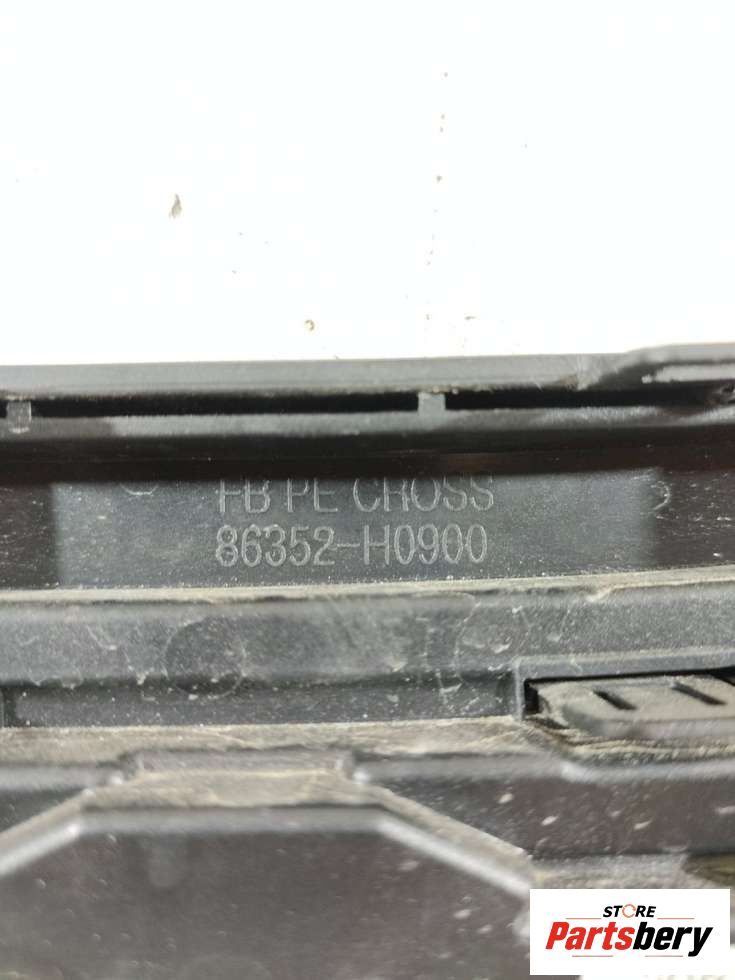 FB PE CROSS
86352-H0900
STORE
Partsbery